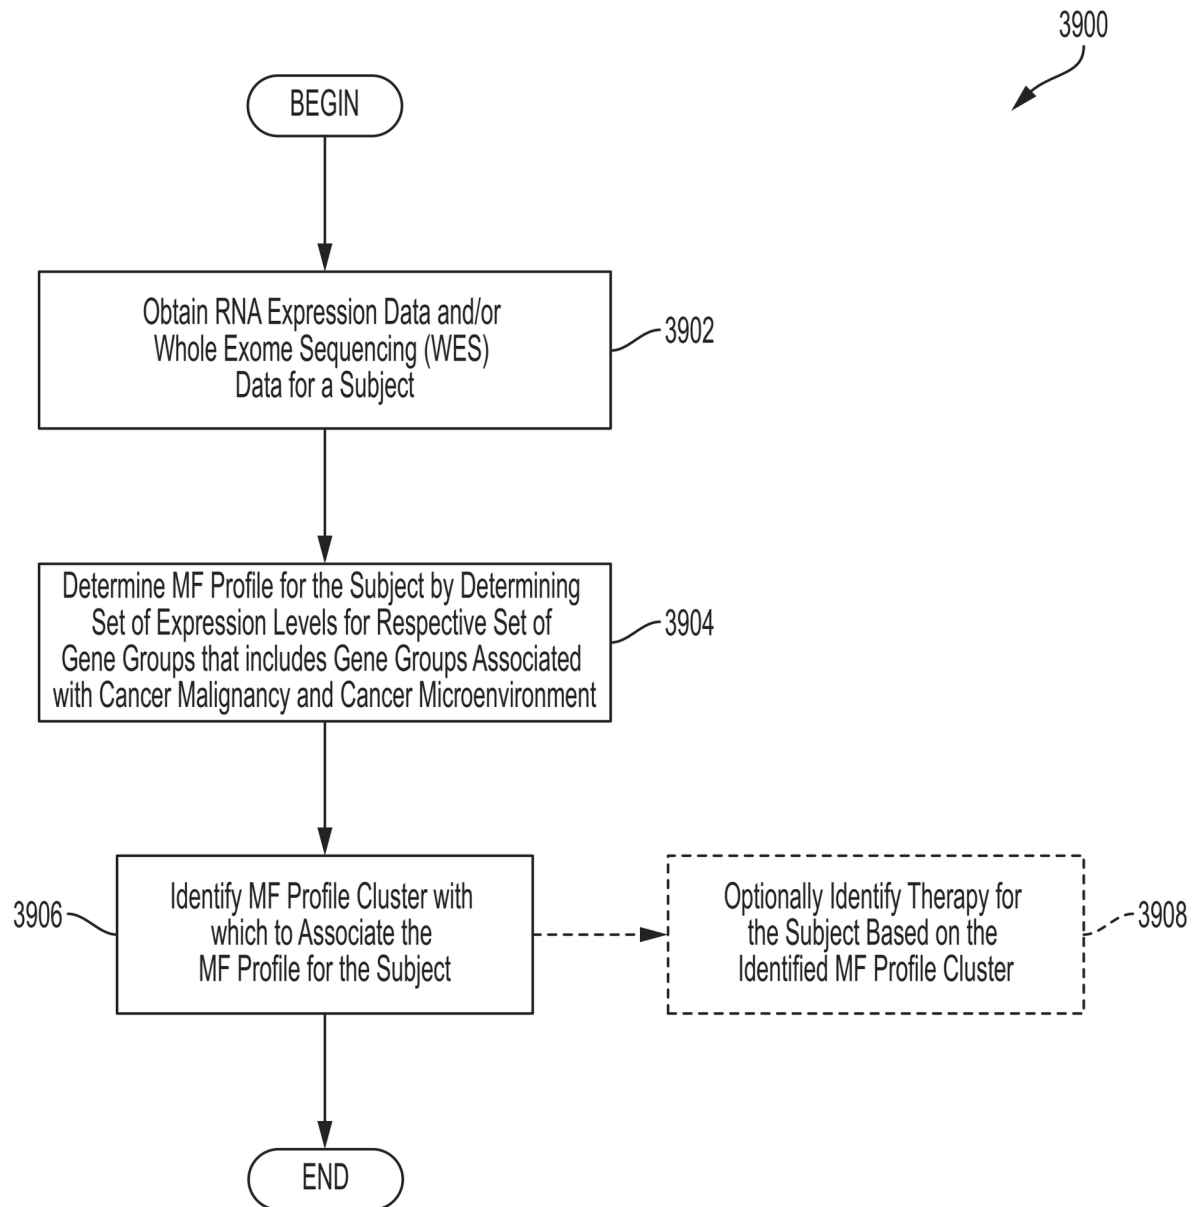 3900
BEGIN
Obtain RNA Expression Data and/or
Whole Exome Sequencing (WES)
Data for a Subject
3902
Determine MF Profile for the Subject by Determining
Set of Expression Levels for Respective Set of
Gene Groups that includes Gene Groups Associated
with Cancer Malignancy and Cancer Microenvironment
3904
3906
Identify MF Profile Cluster with
which to Associate the
MF Profile for the Subject
Optionally Identify Therapy for
the Subject Based on the
Identified MF Profile Cluster
3908
END